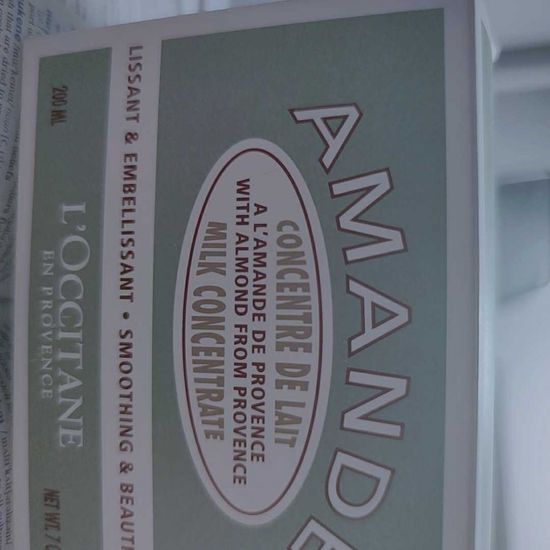 AMANDE
CONCENTRE DE LAIT
A L'AMANDE DE PROVENCE
WITH ALMOND FROM PROVENCE
MILK CONCENTRATE
LISSANT & EMBELLISSANT • SMOOTHING &
200 ML
L'OCCITANE
EN PROVENCE
NET WT. 7